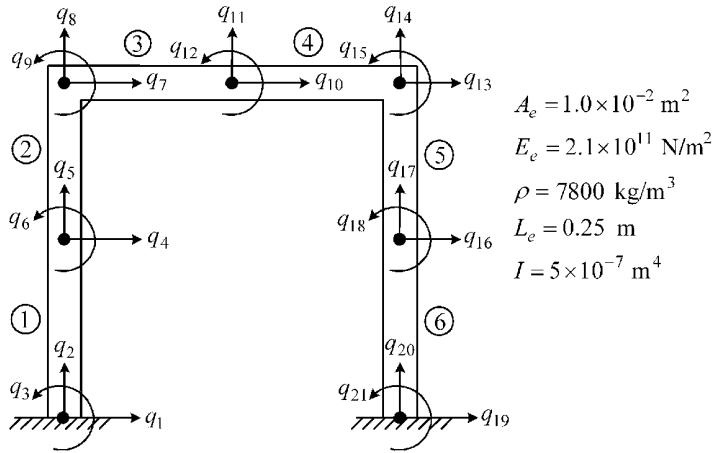 q₈
q₁₁
q₁₄
③
④
q₉
q₁₂
q₁₅
q₇
q₁₀
q₁₃
②
⑤
q₅
q₁₇
q₆
q₁₈
q₄
q₁₆
①
⑥
q₂
q₂₀
q₃
q₂₁
q₁
q₁₉
Aₑ = 1.0×10⁻² m²
Eₑ = 2.1×10¹¹ N/m²
ρ = 7800 kg/m³
Lₑ = 0.25 m
I = 5×10⁻⁷ m⁴